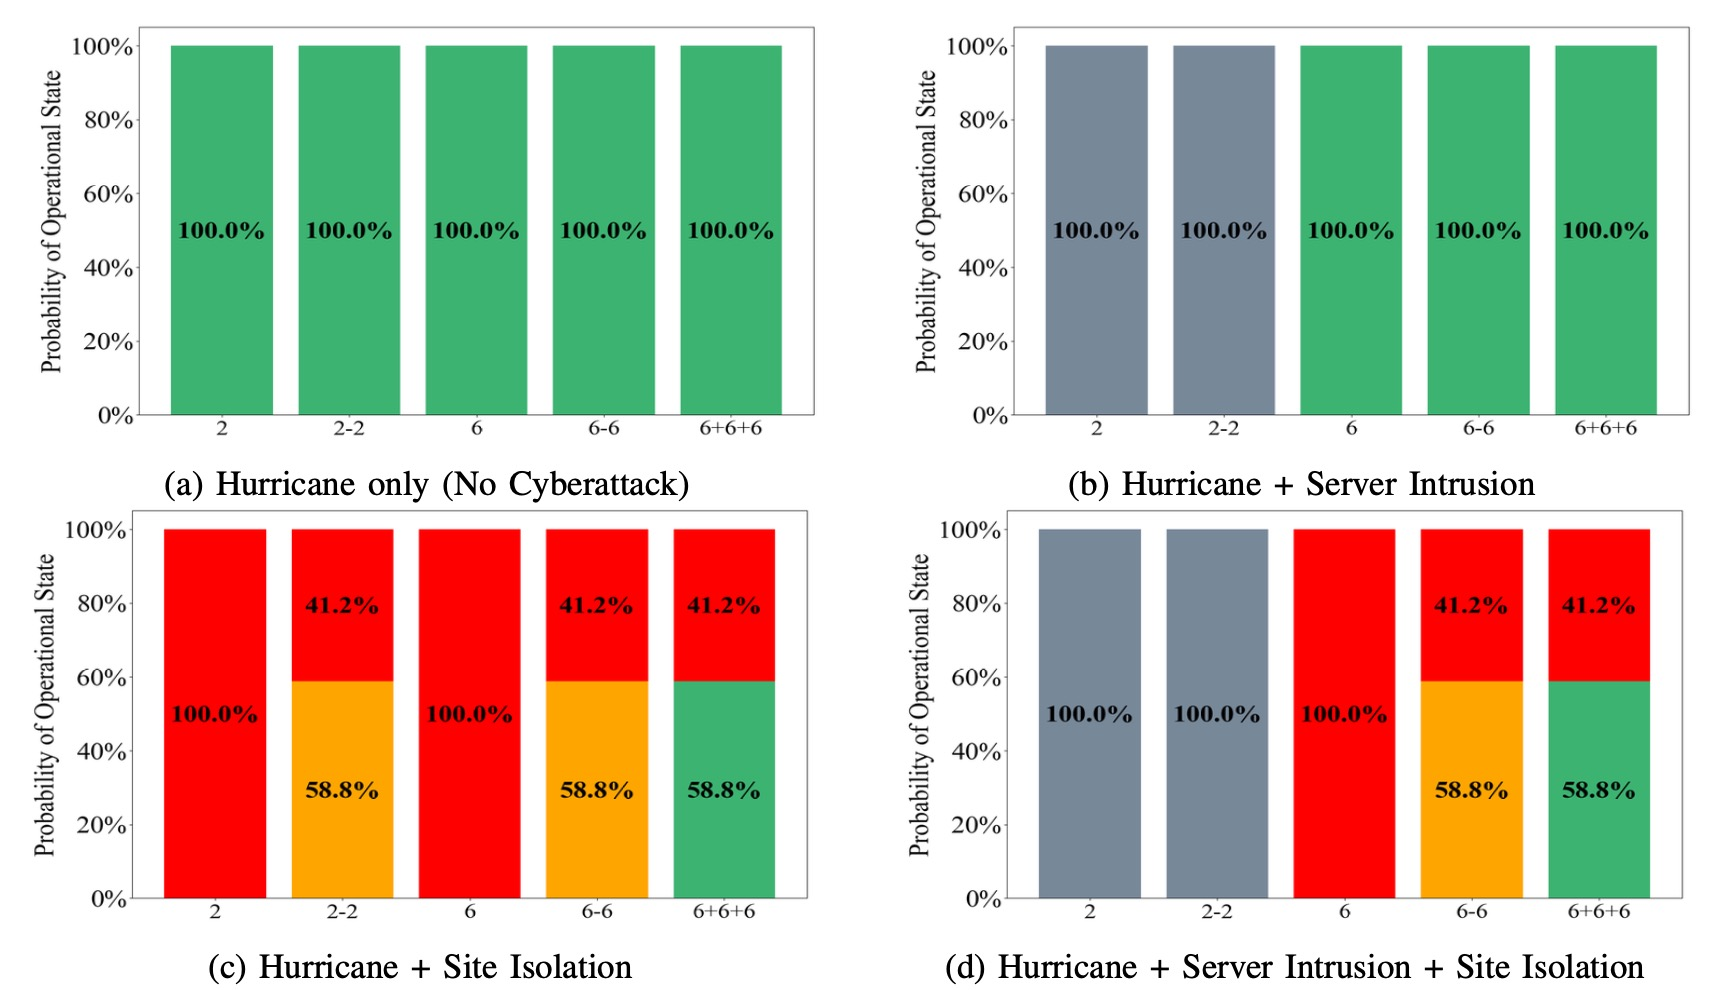 Probability of Operational State
100%
80%
60%
40%
20%
0%
100.0% 100.0% 100.0% 100.0% 100.0%
2 2-2 6 6-6 6+6+6
(a) Hurricane only (No Cyberattack)
Probability of Operational State
100%
80%
60%
40%
20%
0%
100.0% 100.0% 100.0% 100.0% 100.0%
2 2-2 6 6-6 6+6+6
(b) Hurricane + Server Intrusion
Probability of Operational State
100%
80%
60%
40%
20%
0%
41.2% 41.2% 41.2%
100.0% 100.0%
58.8% 58.8% 58.8%
2 2-2 6 6-6 6+6+6
(c) Hurricane + Site Isolation
Probability of Operational State
100%
80%
60%
40%
20%
0%
41.2% 41.2%
100.0% 100.0% 100.0%
58.8% 58.8%
2 2-2 6 6-6 6+6+6
(d) Hurricane + Server Intrusion + Site Isolation